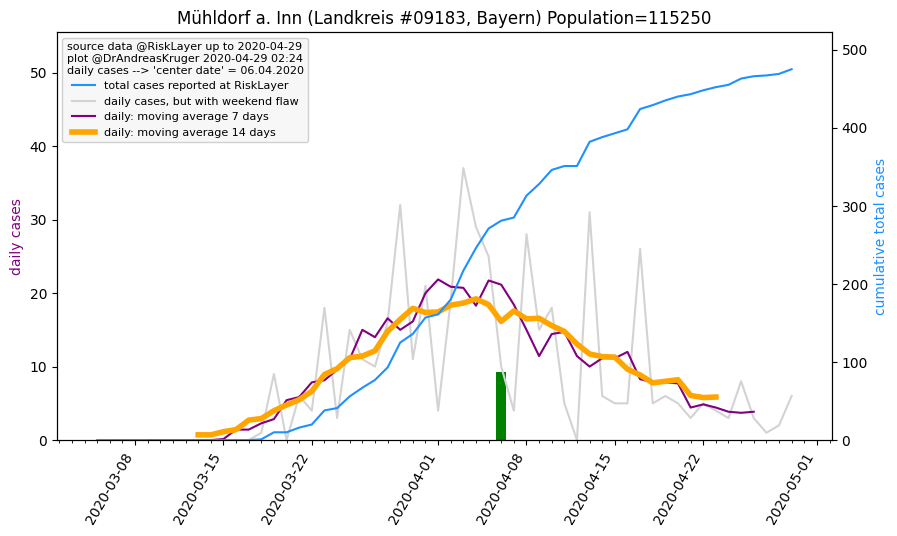 Mühldorf a. Inn (Landkreis #09183, Bayern) Population=115250
source data @RiskLayer up to 2020-04-29
plot @DrAndreasKruger 2020-04-29 02:24
daily cases --> 'center date' = 06.04.2020
total cases reported at RiskLayer
daily cases, but with weekend flaw
daily: moving average 7 days
daily: moving average 14 days
daily cases
50
40
30
20
10
0
500
400
300
200
100
0
cumulative total cases
2020-03-08
2020-03-15
2020-03-22
2020-04-01
2020-04-08
2020-04-15
2020-04-22
2020-05-01